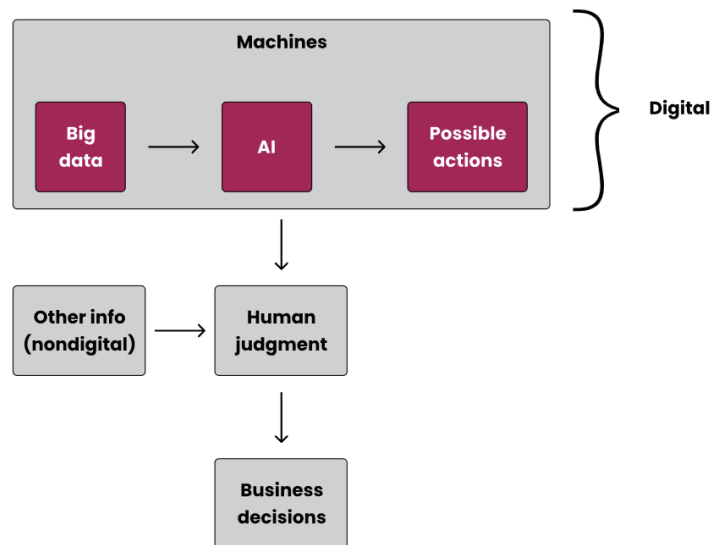 Machines
Digital
Big
data
AI
Possible
actions
Other info
(nondigital)
Human
judgment
Business
decisions